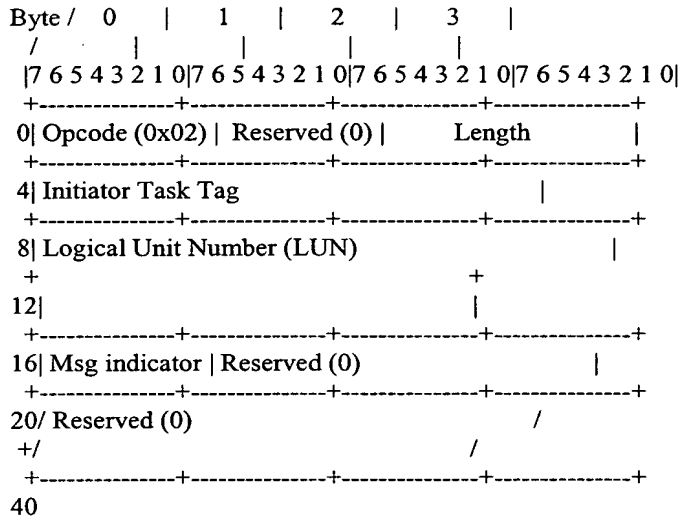 Byte / 0 | 1 | 2 | 3 |
/ | | | |
|7 6 5 4 3 2 1 0|7 6 5 4 3 2 1 0|7 6 5 4 3 2 1 0|7 6 5 4 3 2 1 0|
+---------------+---------------+---------------+---------------+
0| Opcode (0x02) | Reserved (0) | Length |
+---------------+---------------+---------------+---------------+
4| Initiator Task Tag |
+---------------+---------------+---------------+---------------+
8| Logical Unit Number (LUN) |
+ +
12| |
+---------------+---------------+---------------+---------------+
16| Msg indicator | Reserved (0) |
+---------------+---------------+---------------+---------------+
20/ Reserved (0) /
+/ /
+---------------+---------------+---------------+---------------+
40